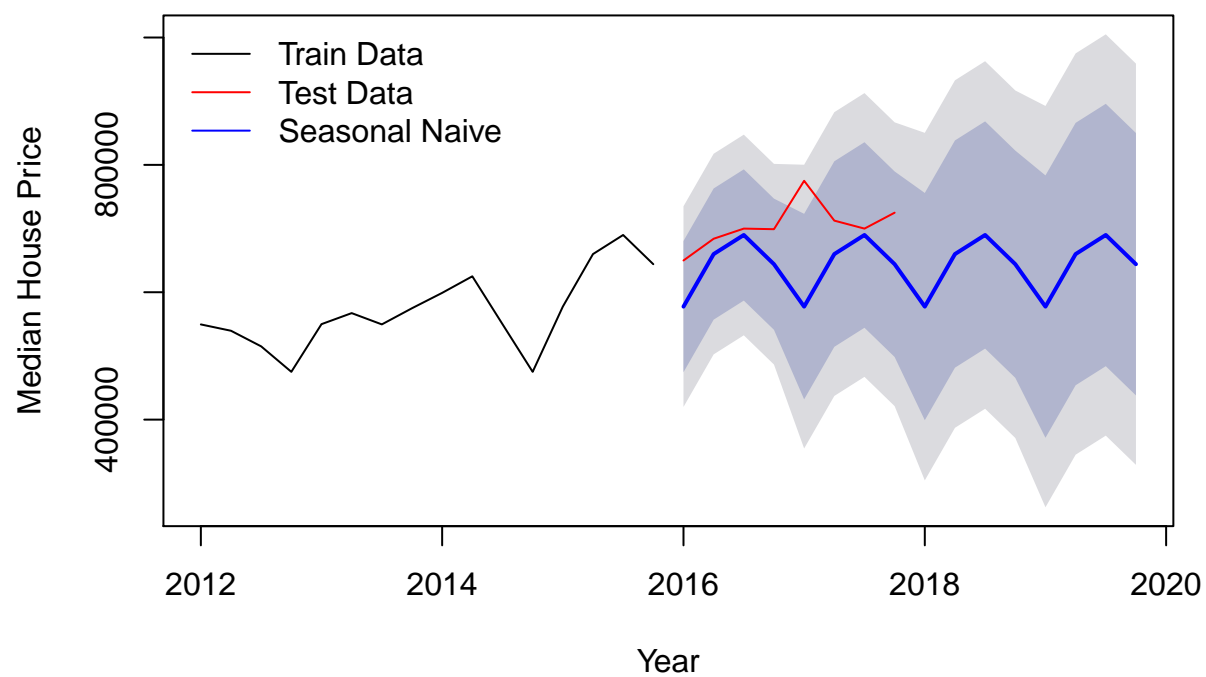 Train Data
Test Data
Seasonal Naive
Median House Price
800000
400000
2012
2014
2016
2018
2020
Year